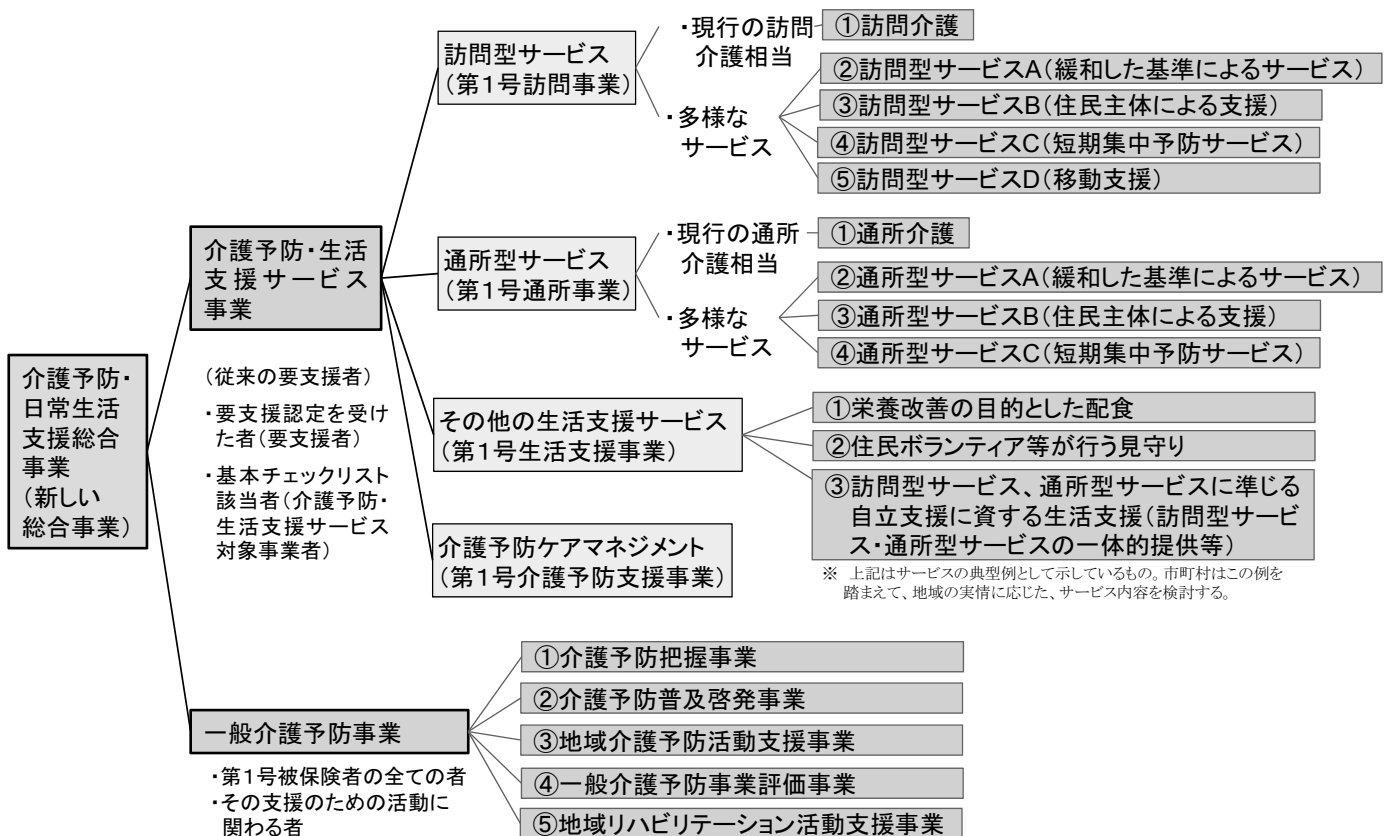 介護予防・
日常生活
支援総合
事業
(新しい
総合事業)
介護予防・生活
支援サービス
事業
(従来の要支援者)
・要支援認定を受け
た者(要支援者)
・基本チェックリスト
該当者(介護予防・
生活支援サービス
対象事業者)
訪問型サービス
(第1号訪問事業)
・現行の訪問
介護相当
①訪問介護
・多様な
サービス
②訪問型サービスA(緩和した基準によるサービス)
③訪問型サービスB(住民主体による支援)
④訪問型サービスC(短期集中予防サービス)
⑤訪問型サービスD(移動支援)
通所型サービス
(第1号通所事業)
・現行の通所
介護相当
①通所介護
・多様な
サービス
②通所型サービスA(緩和した基準によるサービス)
③通所型サービスB(住民主体による支援)
④通所型サービスC(短期集中予防サービス)
その他の生活支援サービス
(第1号生活支援事業)
①栄養改善の目的とした配食
②住民ボランティア等が行う見守り
③訪問型サービス、通所型サービスに準じる
自立支援に資する生活支援(訪問型サービ
ス・通所型サービスの一体的提供等)
※ 上記はサービスの典型例として示しているもの。市町村はこの例を
踏まえて、地域の実情に応じた、サービス内容を検討する。
介護予防ケアマネジメント
(第1号介護予防支援事業)
一般介護予防事業
・第1号被保険者の全ての者
・その支援のための活動に
関わる者
①介護予防把握事業
②介護予防普及啓発事業
③地域介護予防活動支援事業
④一般介護予防事業評価事業
⑤地域リハビリテーション活動支援事業